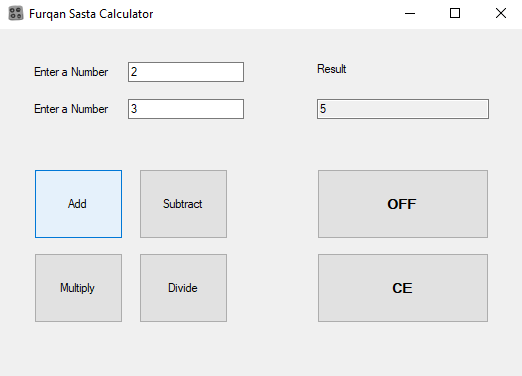 Furqan Sasta Calculator
Enter a Number 2
Result
Enter a Number 3
5
Add Subtract OFF
Multiply Divide CE